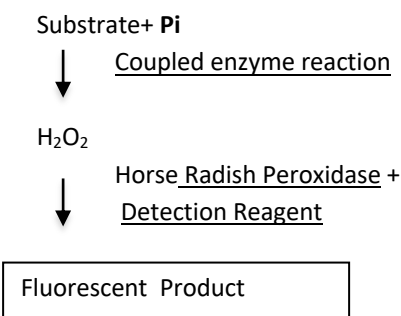 Substrate+ Pi
Coupled enzyme reaction
H₂O₂
Horse Radish Peroxidase +
Detection Reagent
Fluorescent Product